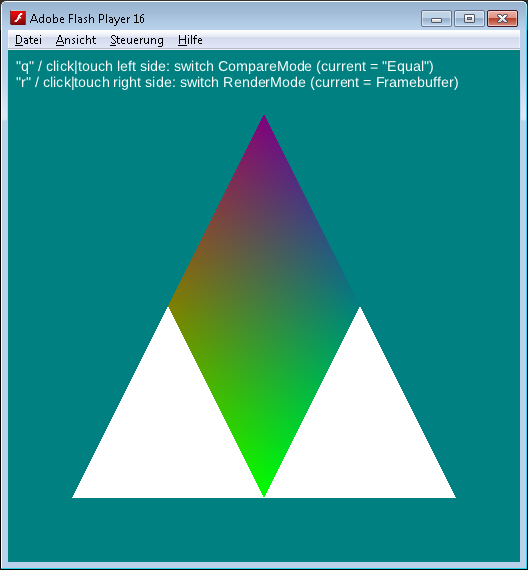 Adobe Flash Player 16
Datei Ansicht Steuerung Hilfe
"q" / click|touch left side: switch CompareMode (current = "Equal")
"r" / click|touch right side: switch RenderMode (current = Framebuffer)